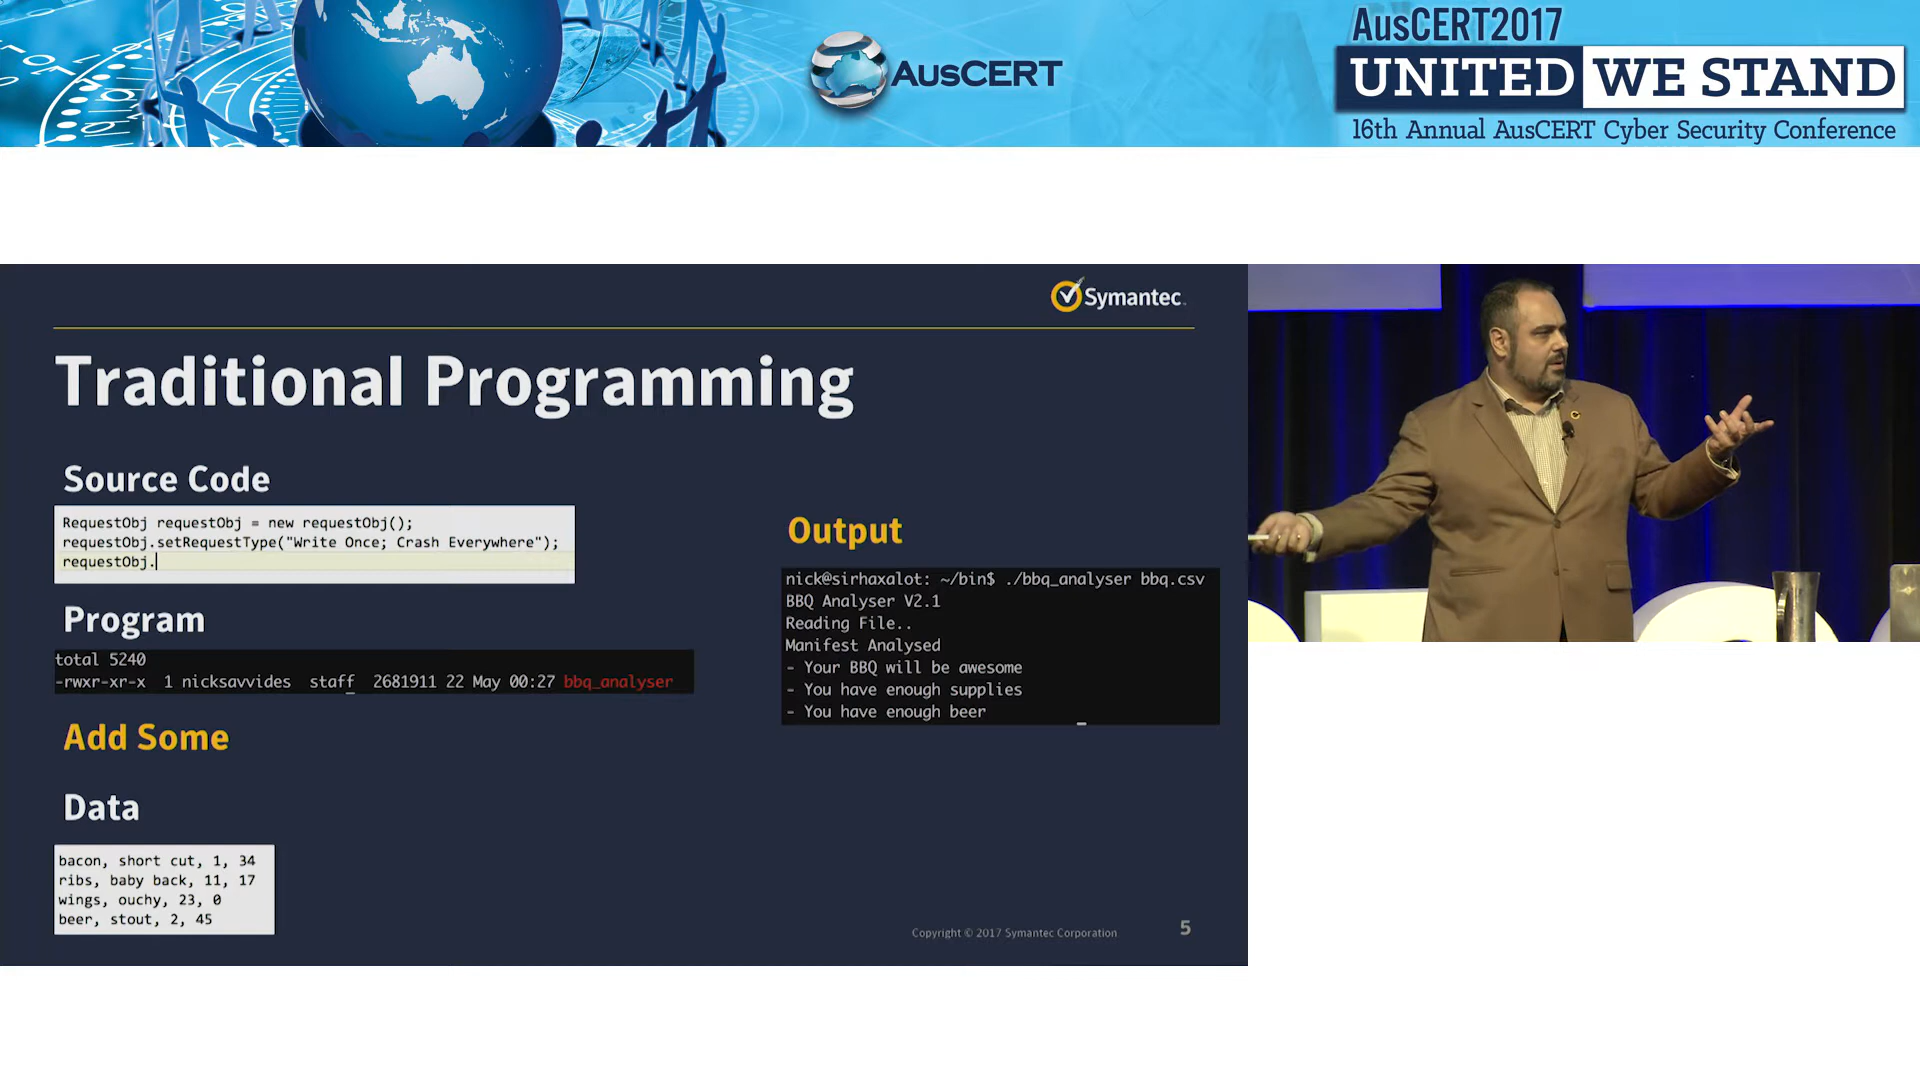 AusCERT
AusCERT2017
UNITED WE STAND
16th Annual AusCERT Cyber Security Conference
Symantec
Traditional Programming
Source Code
RequestObj requestObj = new requestObj();
requestObj.setRequestType("Write Once; Crash Everywhere");
requestObj.
Program
total 5240
-rwxr-xr-x 1 nicksavvides staff 2681911 22 May 00:27 bbq_analyser
Add Some
Data
bacon, short cut, 1, 34
ribs, baby back, 11, 17
wings, ouchy, 23, 0
beer, stout, 2, 45
Output
nick@sirhaxalot: ~/bin$ ./bbq_analyser bbq.csv
BBQ Analyser V2.1
Reading File..
Manifest Analysed
- Your BBQ will be awesome
- You have enough supplies
- You have enough beer
Copyright © 2017 Symantec Corporation
5